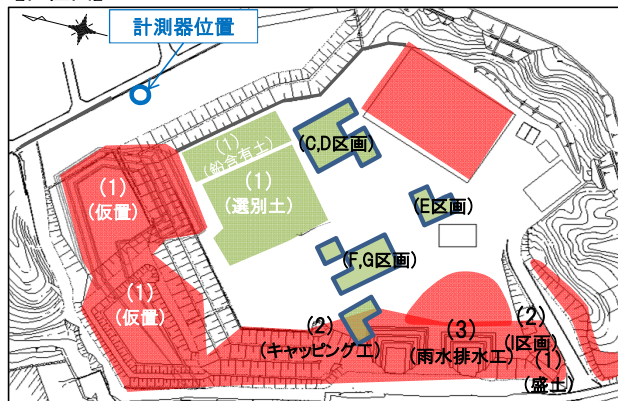 計測器位置
(1)
(鉛含有土)
(C,D区画)
(1)
(仮置)
(1)
(選別土)
(E区画)
(F,G区画)
(1)
(仮置)
(2)
(キャッピング工)
(3)
(雨水排水工)
(2)
(I区画)
(1)
(盛土)